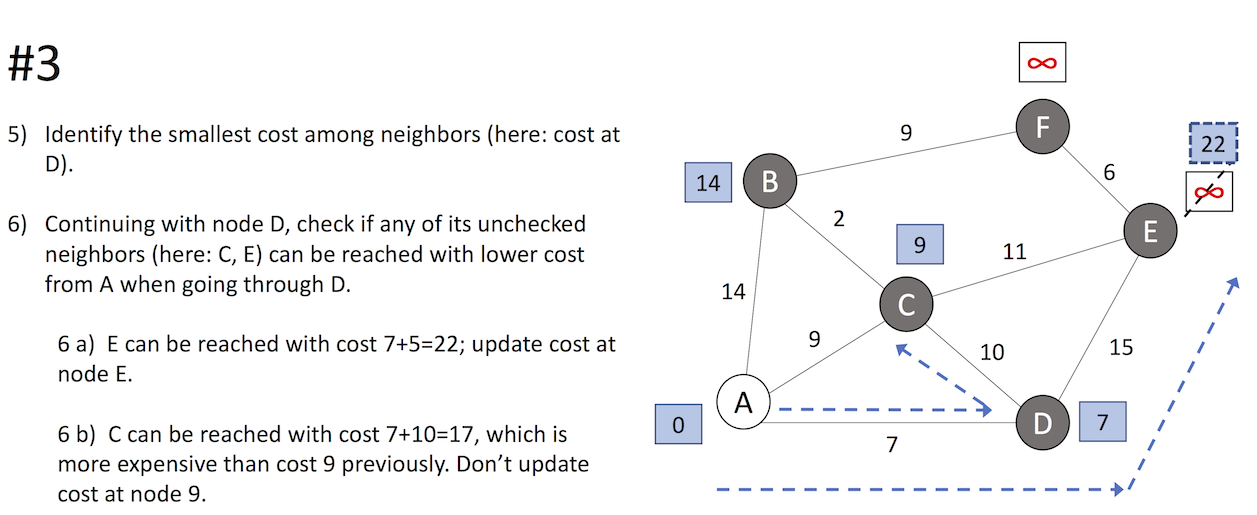 #3
5) Identify the smallest cost among neighbors (here: cost at
D).
6) Continuing with node D, check if any of its unchecked
neighbors (here: C, E) can be reached with lower cost
from A when going through D.
6 a) E can be reached with cost 7+5=22; update cost at
node E.
6 b) C can be reached with cost 7+10=17, which is
more expensive than cost 9 previously. Don’t update
cost at node 9.
∞
F
9
22
6
∞
14
B
2
E
9
11
14
C
9
10
15
A
0
D
7
7